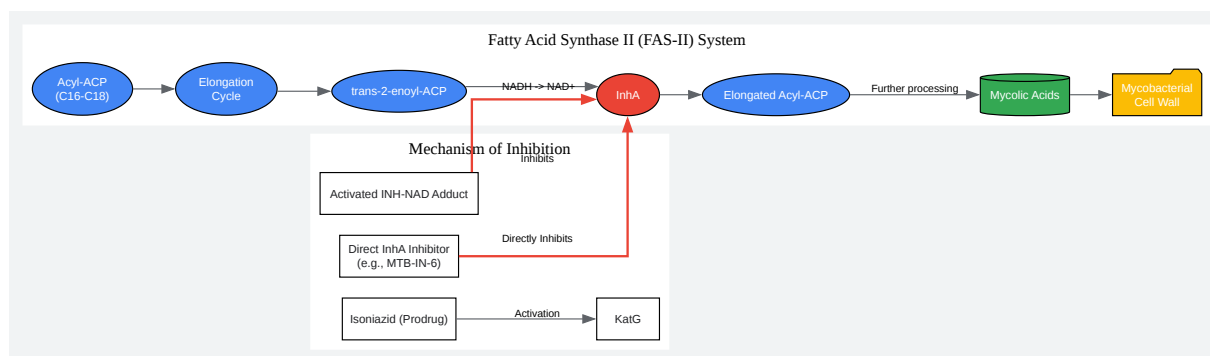 Fatty Acid Synthase II (FAS-II) System
Acyl-ACP
(C16-C18)
Elongation
Cycle
trans-2-enoyl-ACP
NADH -> NAD+
InhA
Elongated Acyl-ACP
Further processing
Mycolic Acids
Mycobacterial
Cell Wall
Mechanism of Inhibition
Inhibits
Activated INH-NAD Adduct
Direct InhA Inhibitor
(e.g., MTB-IN-6)
Directly Inhibits
Isoniazid (Prodrug)
Activation
KatG